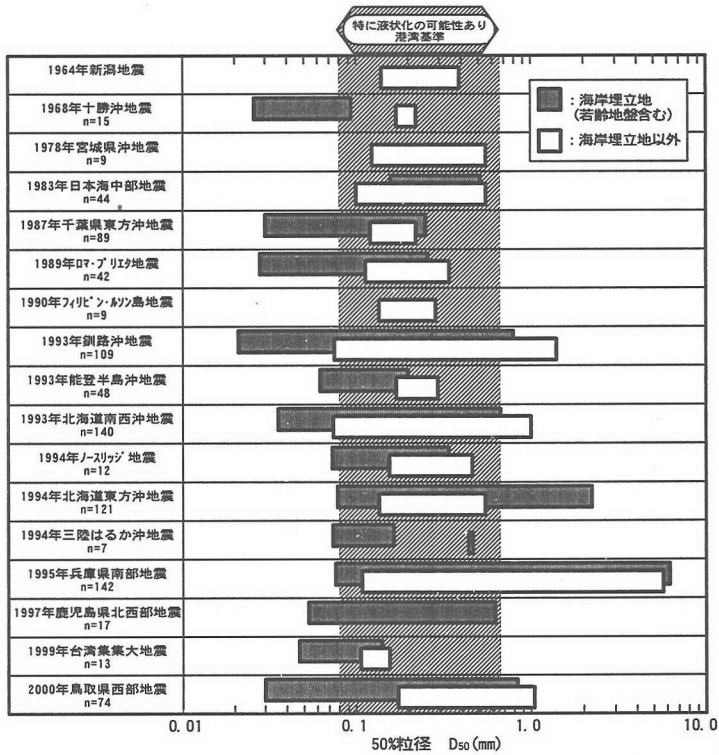 特に液状化の可能性あり
港湾基準
1964年新潟地震
1968年十勝沖地震
n=15
1978年宮城県沖地震
n=9
1983年日本海中部地震
n=44
1987年千葉県東方沖地震
n=89
1989年ﾛﾏ・ﾌﾟﾘｴﾀ地震
n=42
1990年ﾌｨﾘﾋﾟﾝ・ﾙｿﾝ島地震
n=9
1993年釧路沖地震
n=109
1993年能登半島沖地震
n=48
1993年北海道南西沖地震
n=140
1994年ﾉｰｽﾘｯｼﾞ地震
n=12
1994年北海道東方沖地震
n=121
1994年三陸はるか沖地震
n=7
1995年兵庫県南部地震
n=142
1997年鹿児島県北西部地震
n=17
1999年台湾集集大地震
n=13
2000年鳥取県西部地震
n=74
：海岸埋立地
（若齢地盤含む）
：海岸埋立地以外
0.01 0.1 1.0 10.0
50%粒径 D50(mm)